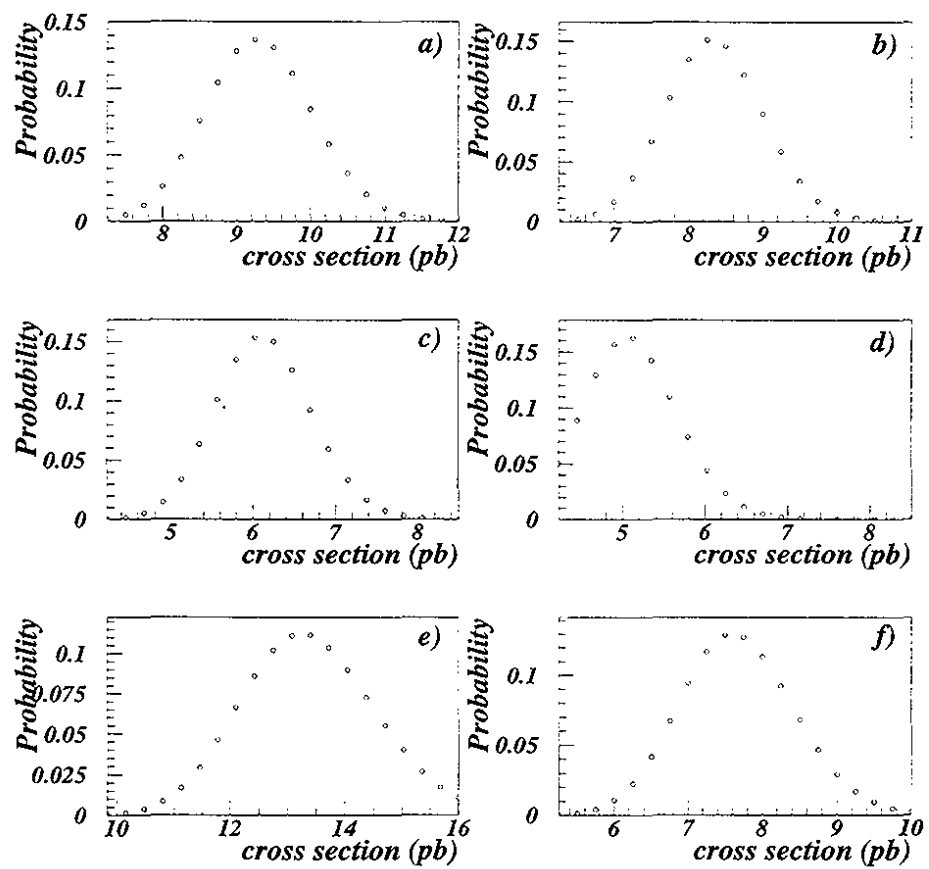 a)
Probability
0.15
0.1
0.05
0
8 9 10 11 12
cross section (pb)
b)
Probability
0.15
0.1
0.05
0
7 8 9 10 11
cross section (pb)
c)
Probability
0.15
0.1
0.05
0
5 6 7 8
cross section (pb)
d)
Probability
0.15
0.1
0.05
0
5 6 7 8
cross section (pb)
e)
Probability
0.1
0.075
0.05
0.025
0
10 12 14 16
cross section (pb)
f)
Probability
0.1
0.05
0
6 7 8 9 10
cross section (pb)